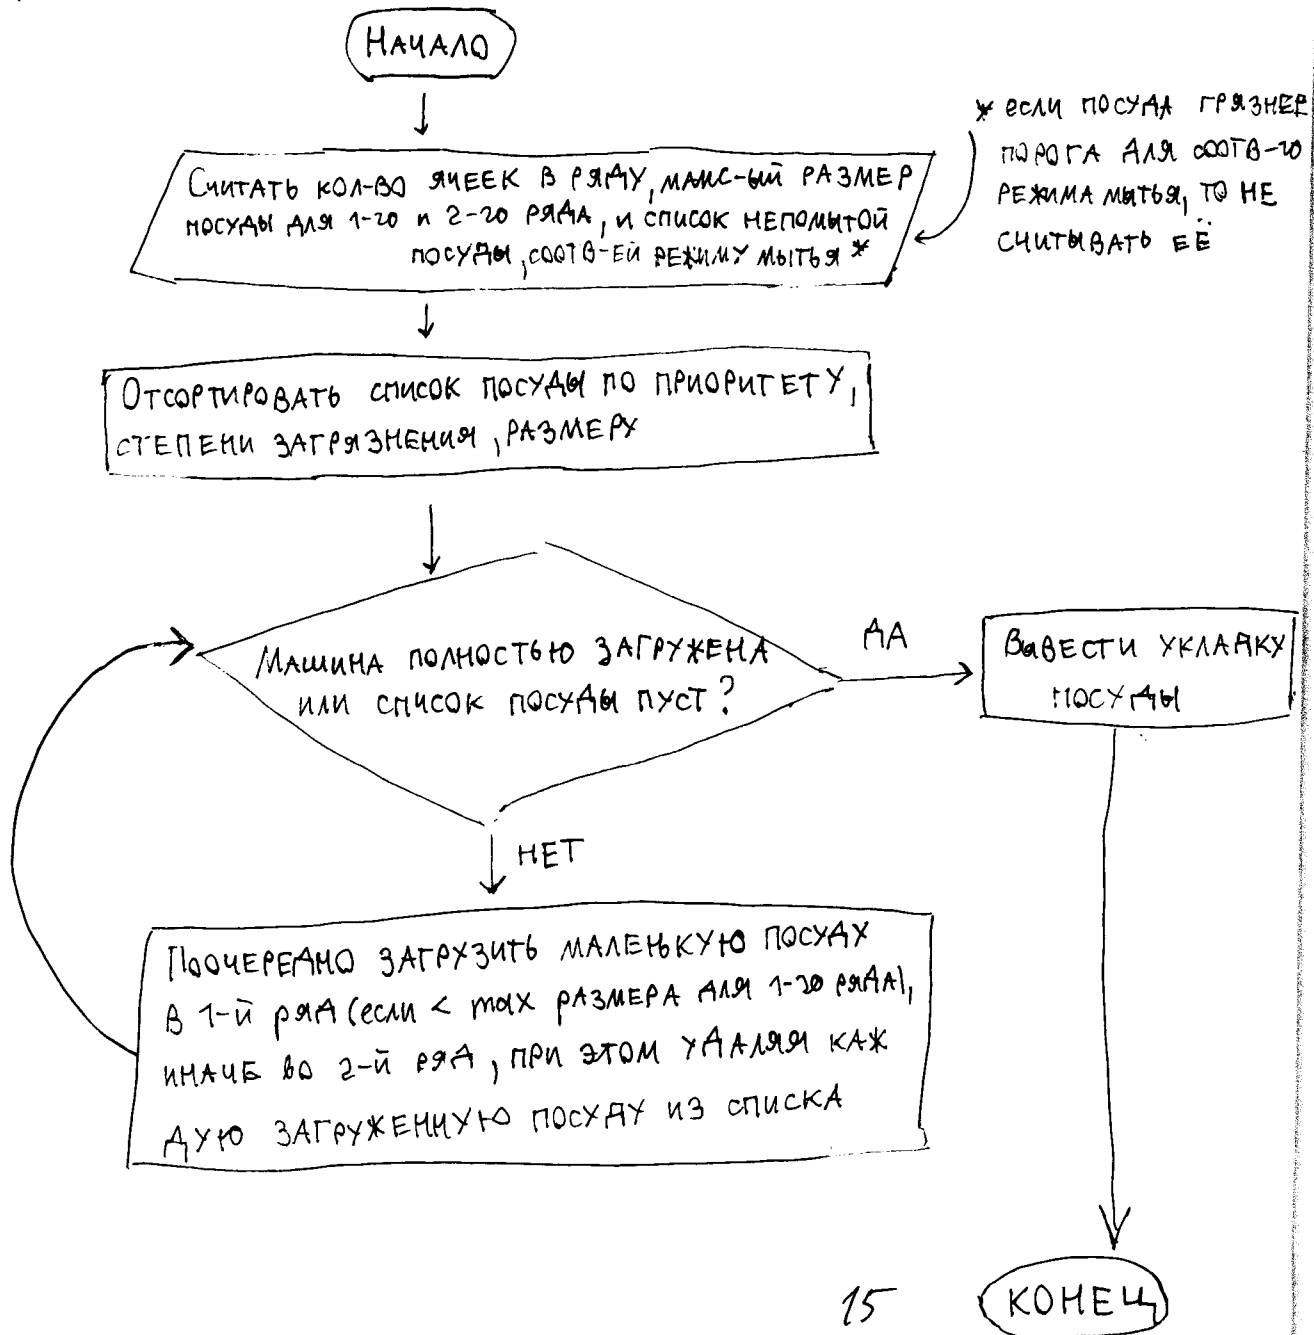 НАЧАЛО
* если ПОСУДА ГРЯЗНЕЕ
ПОРОГА ДЛЯ СООТВ-го
РЕЖИМА МЫТЬЯ, ТО НЕ
СЧИТЫВАТЬ ЕЁ
СЧИТАТЬ КОЛ-ВО ЯЧЕЕК В РЯДУ, МАКС-ЫЙ РАЗМЕР
ПОСУДЫ ДЛЯ 1-го и 2-го РЯДА, И СПИСОК НЕПОМЫТОЙ
ПОСУДЫ, СООТВ-ЕЙ РЕЖИМУ МЫТЬЯ *
ОТСОРТИРОВАТЬ СПИСОК ПОСУДЫ ПО ПРИОРИТЕТУ,
СТЕПЕНИ ЗАГРЯЗНЕНИЯ, РАЗМЕРУ
МАШИНА ПОЛНОСТЬЮ ЗАГРУЖЕНА
ИЛИ СПИСОК ПОСУДЫ ПУСТ?
ДА
ВЫВЕСТИ УКЛАДКУ
ПОСУДЫ
НЕТ
ПООЧЕРЕДНО ЗАГРУЗИТЬ МАЛЕНЬКУЮ ПОСУДУ
В 1-й РЯД (если < max РАЗМЕРА ДЛЯ 1-го РЯДА),
ИНАЧЕ ВО 2-й РЯД, ПРИ ЭТОМ УДАЛЯЯ КАЖ
ДУЮ ЗАГРУЖЕННУЮ ПОСУДУ ИЗ СПИСКА
15
КОНЕЦ